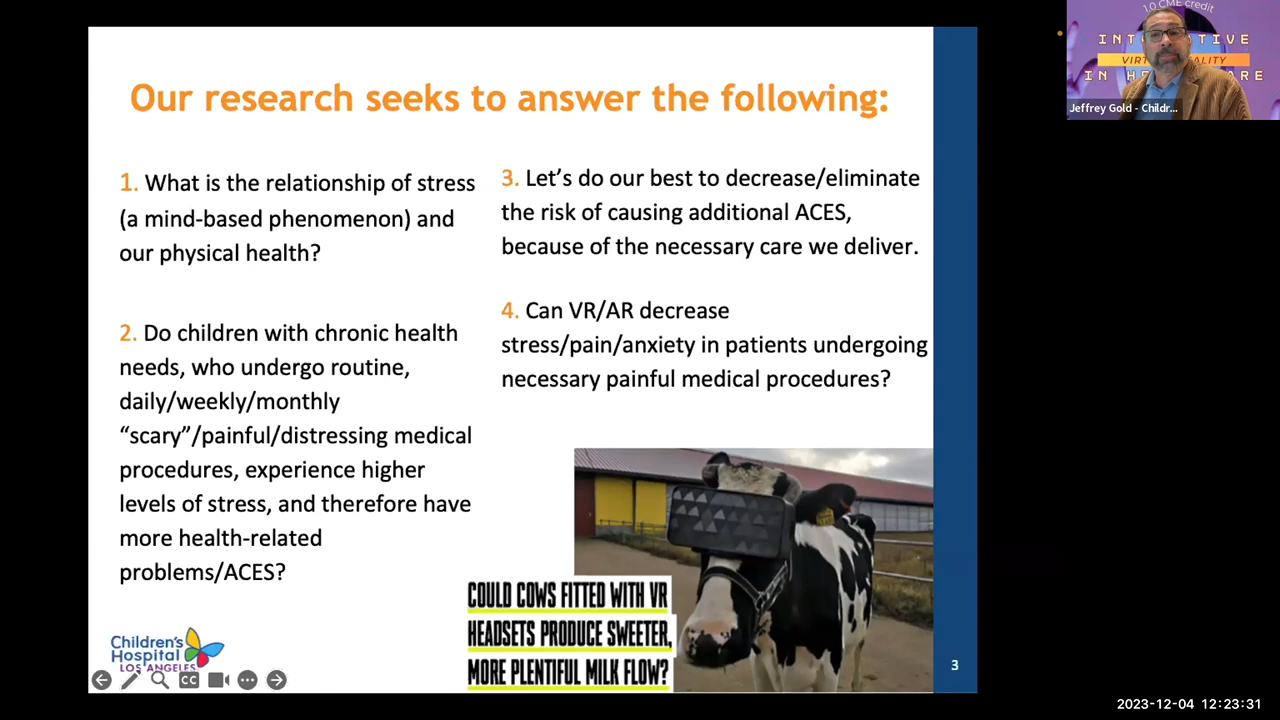 Our research seeks to answer the following:
1. What is the relationship of stress
(a mind-based phenomenon) and
our physical health?
2. Do children with chronic health
needs, who undergo routine,
daily/weekly/monthly
“scary”/painful/distressing medical
procedures, experience higher
levels of stress, and therefore have
more health-related
problems/ACES?
3. Let’s do our best to decrease/eliminate
the risk of causing additional ACES,
because of the necessary care we deliver.
4. Can VR/AR decrease
stress/pain/anxiety in patients undergoing
necessary painful medical procedures?
COULD COWS FITTED WITH VR
HEADSETS PRODUCE SWEETER,
MORE PLENTIFUL MILK FLOW?
Children's
Hospital
LOS ANGELES
CC
3
1.0 CME credit
Jeffrey Gold - Childr...
2023-12-04 12:23:31